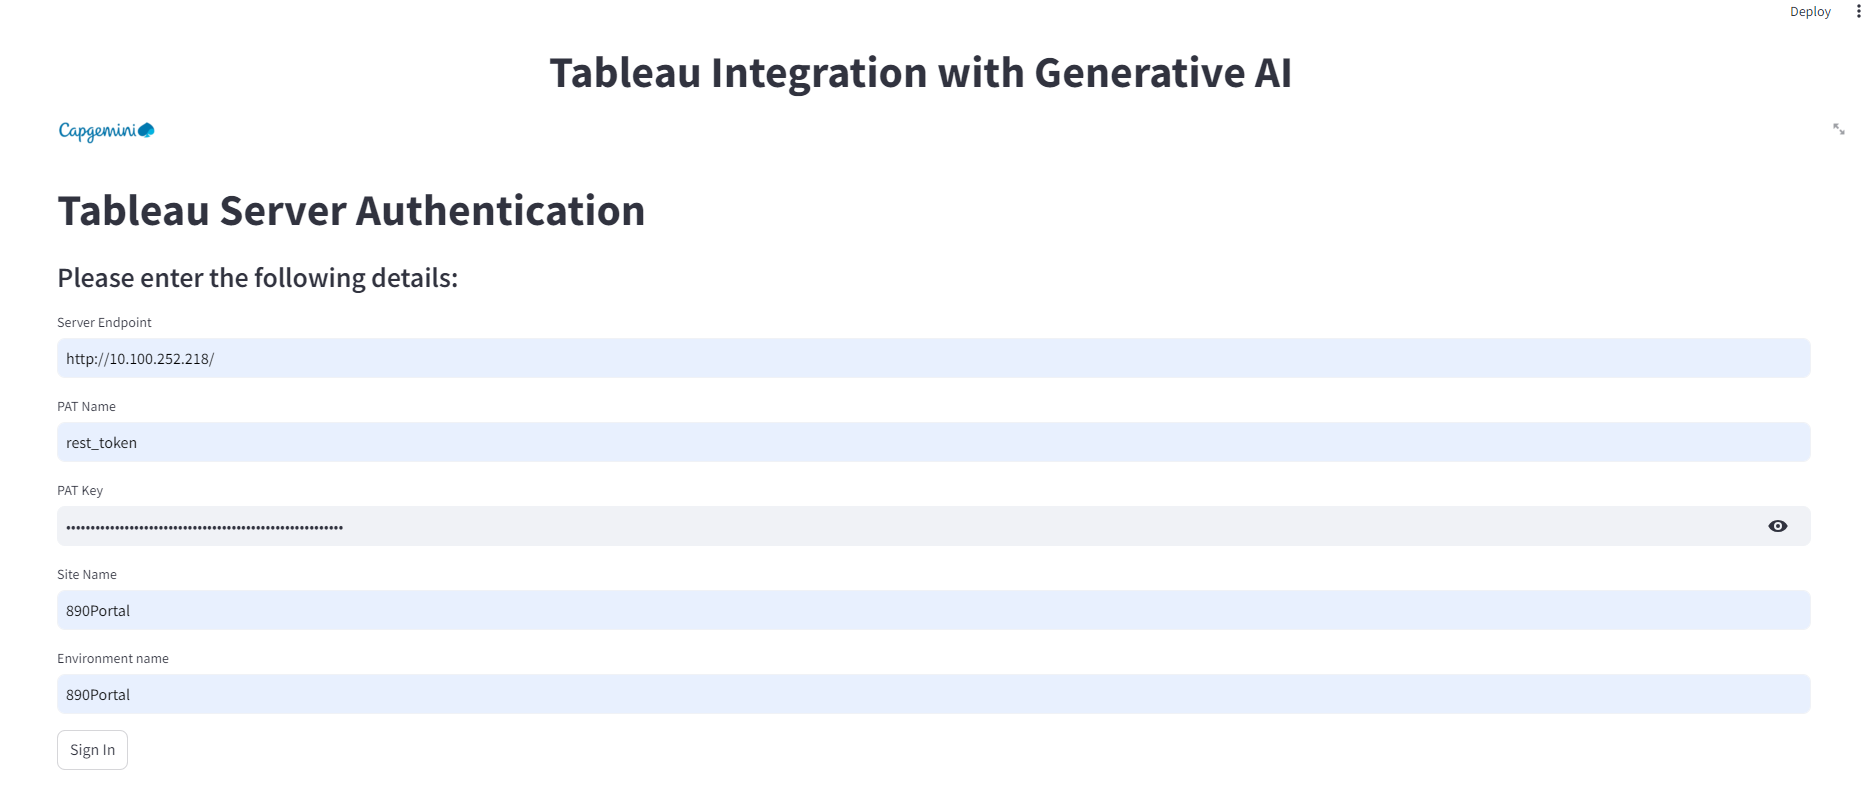 Deploy
Tableau Integration with Generative AI
Capgemini
Tableau Server Authentication
Please enter the following details:
Server Endpoint
http://10.100.252.218/
PAT Name
rest_token
PAT Key
Site Name
890Portal
Environment name
890Portal
Sign In